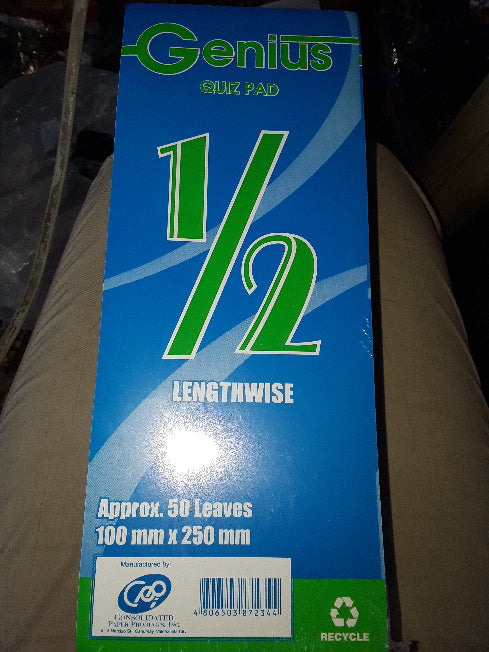 Genius
QUIZ PAD
1/2
LENGTHWISE
Approx. 50 Leaves
100 mm x 250 mm
Manufactured by:
CONSOLIDATED
PAPER PRODUCTS, INC.
4 806503 872344
RECYCLE